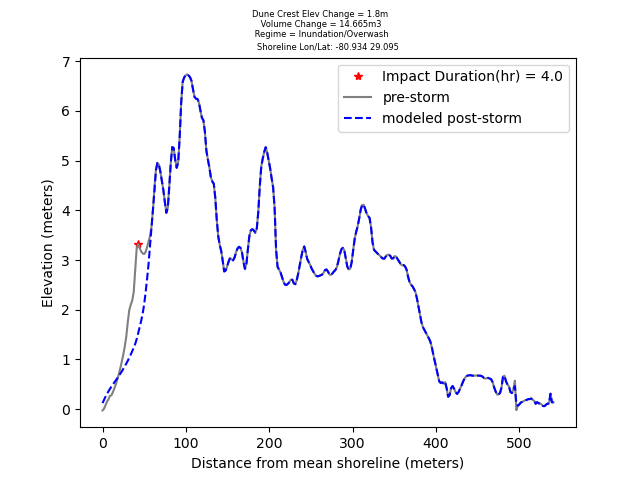 Dune Crest Elev Change = 1.8m
Volume Change = 14.665m3
Regime = Inundation/Overwash
Shoreline Lon/Lat: -80.934 29.095
Impact Duration(hr) = 4.0
pre-storm
modeled post-storm
7
6
5
4
3
2
1
0
Elevation (meters)
0 100 200 300 400 500
Distance from mean shoreline (meters)